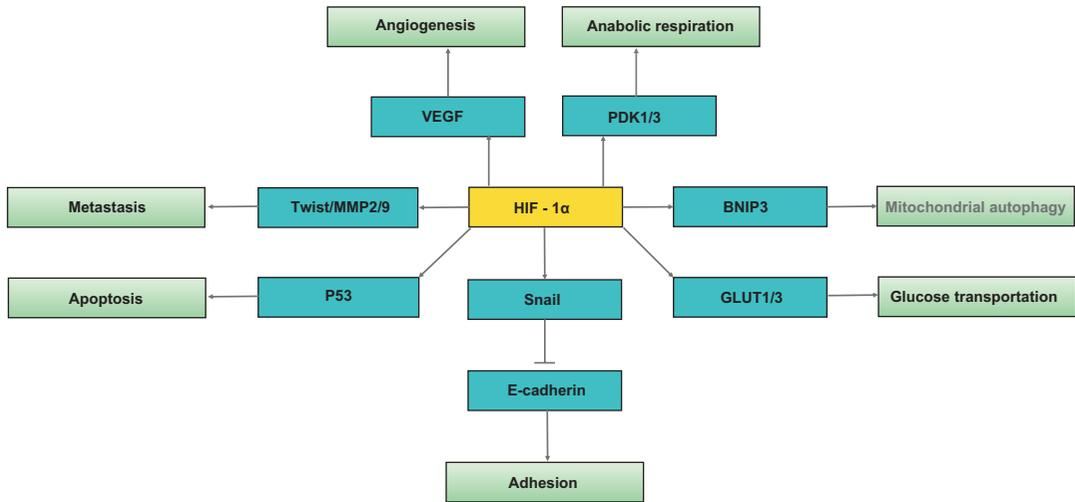 Angiogenesis
Anabolic respiration
VEGF
PDK1/3
Metastasis
Twist/MMP2/9
HIF - 1α
BNIP3
Mitochondrial autophagy
Apoptosis
P53
Snail
GLUT1/3
Glucose transportation
E-cadherin
Adhesion